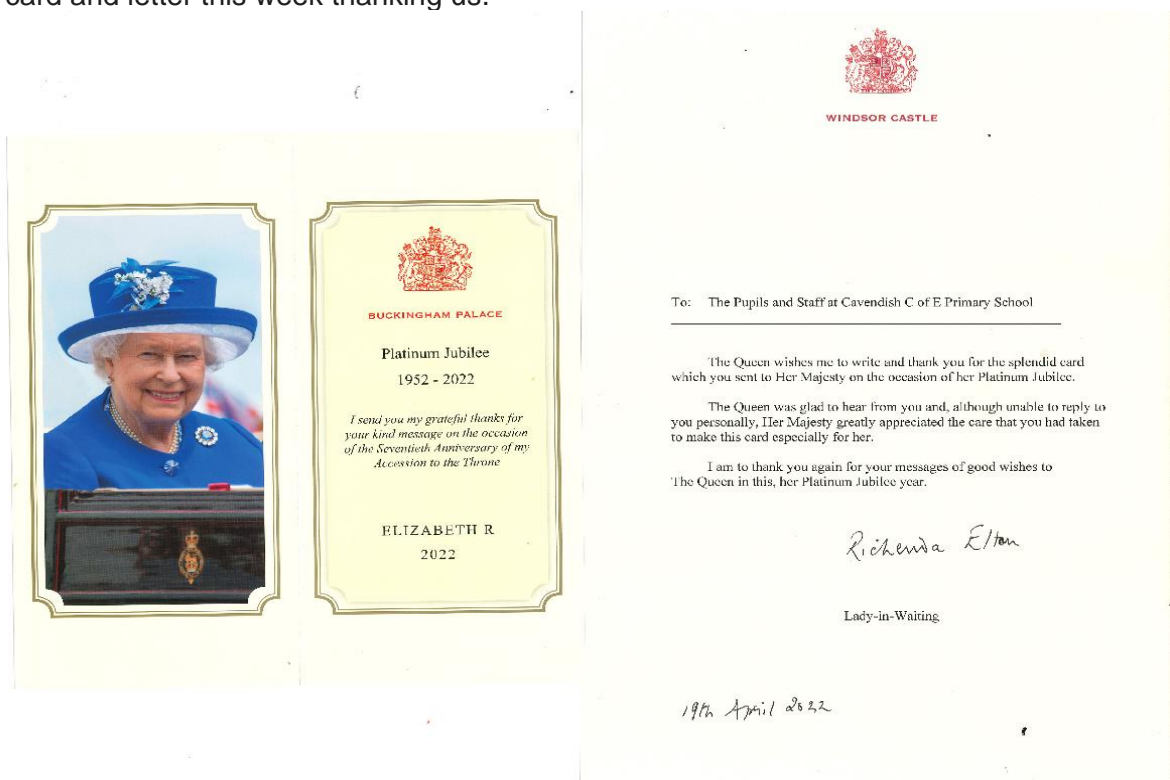 card and letter this week thanking us.
BUCKINGHAM PALACE
Platinum Jubilee
1952 - 2022
I send you my grateful thanks for
your kind message on the occasion
of the Seventieth Anniversary of my
Accession to the Throne
ELIZABETH R
2022
WINDSOR CASTLE
To: The Pupils and Staff at Cavendish C of E Primary School
The Queen wishes me to write and thank you for the splendid card
which you sent to Her Majesty on the occasion of her Platinum Jubilee.
The Queen was glad to hear from you and, although unable to reply to
you personally, Her Majesty greatly appreciated the care that you had taken
to make this card especially for her.
I am to thank you again for your messages of good wishes to
The Queen in this, her Platinum Jubilee year.
Richenda Elton
Lady-in-Waiting
19th April 2022